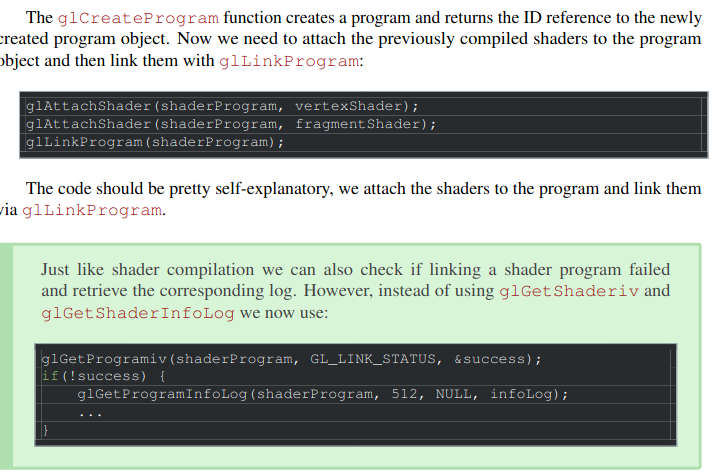 The glCreateProgram function creates a program and returns the ID reference to the newly
created program object. Now we need to attach the previously compiled shaders to the program
object and then link them with glLinkProgram:
glAttachShader(shaderProgram, vertexShader);
glAttachShader(shaderProgram, fragmentShader);
glLinkProgram(shaderProgram);
The code should be pretty self-explanatory, we attach the shaders to the program and link them
via glLinkProgram.
Just like shader compilation we can also check if linking a shader program failed
and retrieve the corresponding log. However, instead of using glGetShaderiv and
glGetShaderInfoLog we now use:
glGetProgramiv(shaderProgram, GL_LINK_STATUS, &success);
if(!success) {
    glGetProgramInfoLog(shaderProgram, 512, NULL, infoLog);
    ...
}